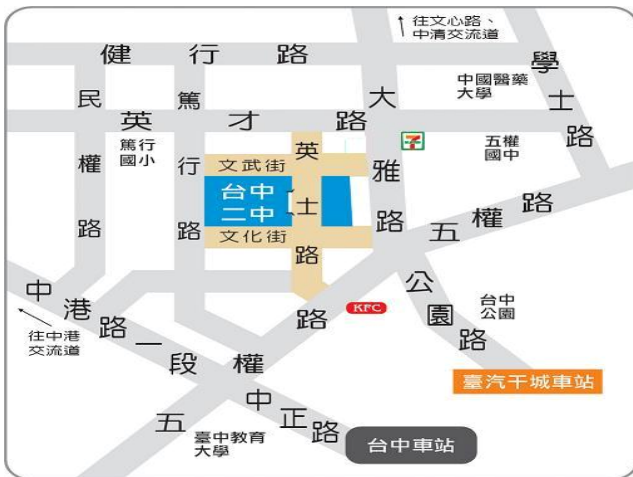 往文心路、
中清交流道
健行路
學士路
中國醫藥
大學
民權路
篤行路
大雅路
英才路
7
篤行
國小
英士路
五權
國中
文武街
台中
二中
文化街
五權路
公園路
台中
公園
中港路一段
KFC
往中港
交流道
五權路
臺汽干城車站
中正路
臺中教育
大學
台中車站